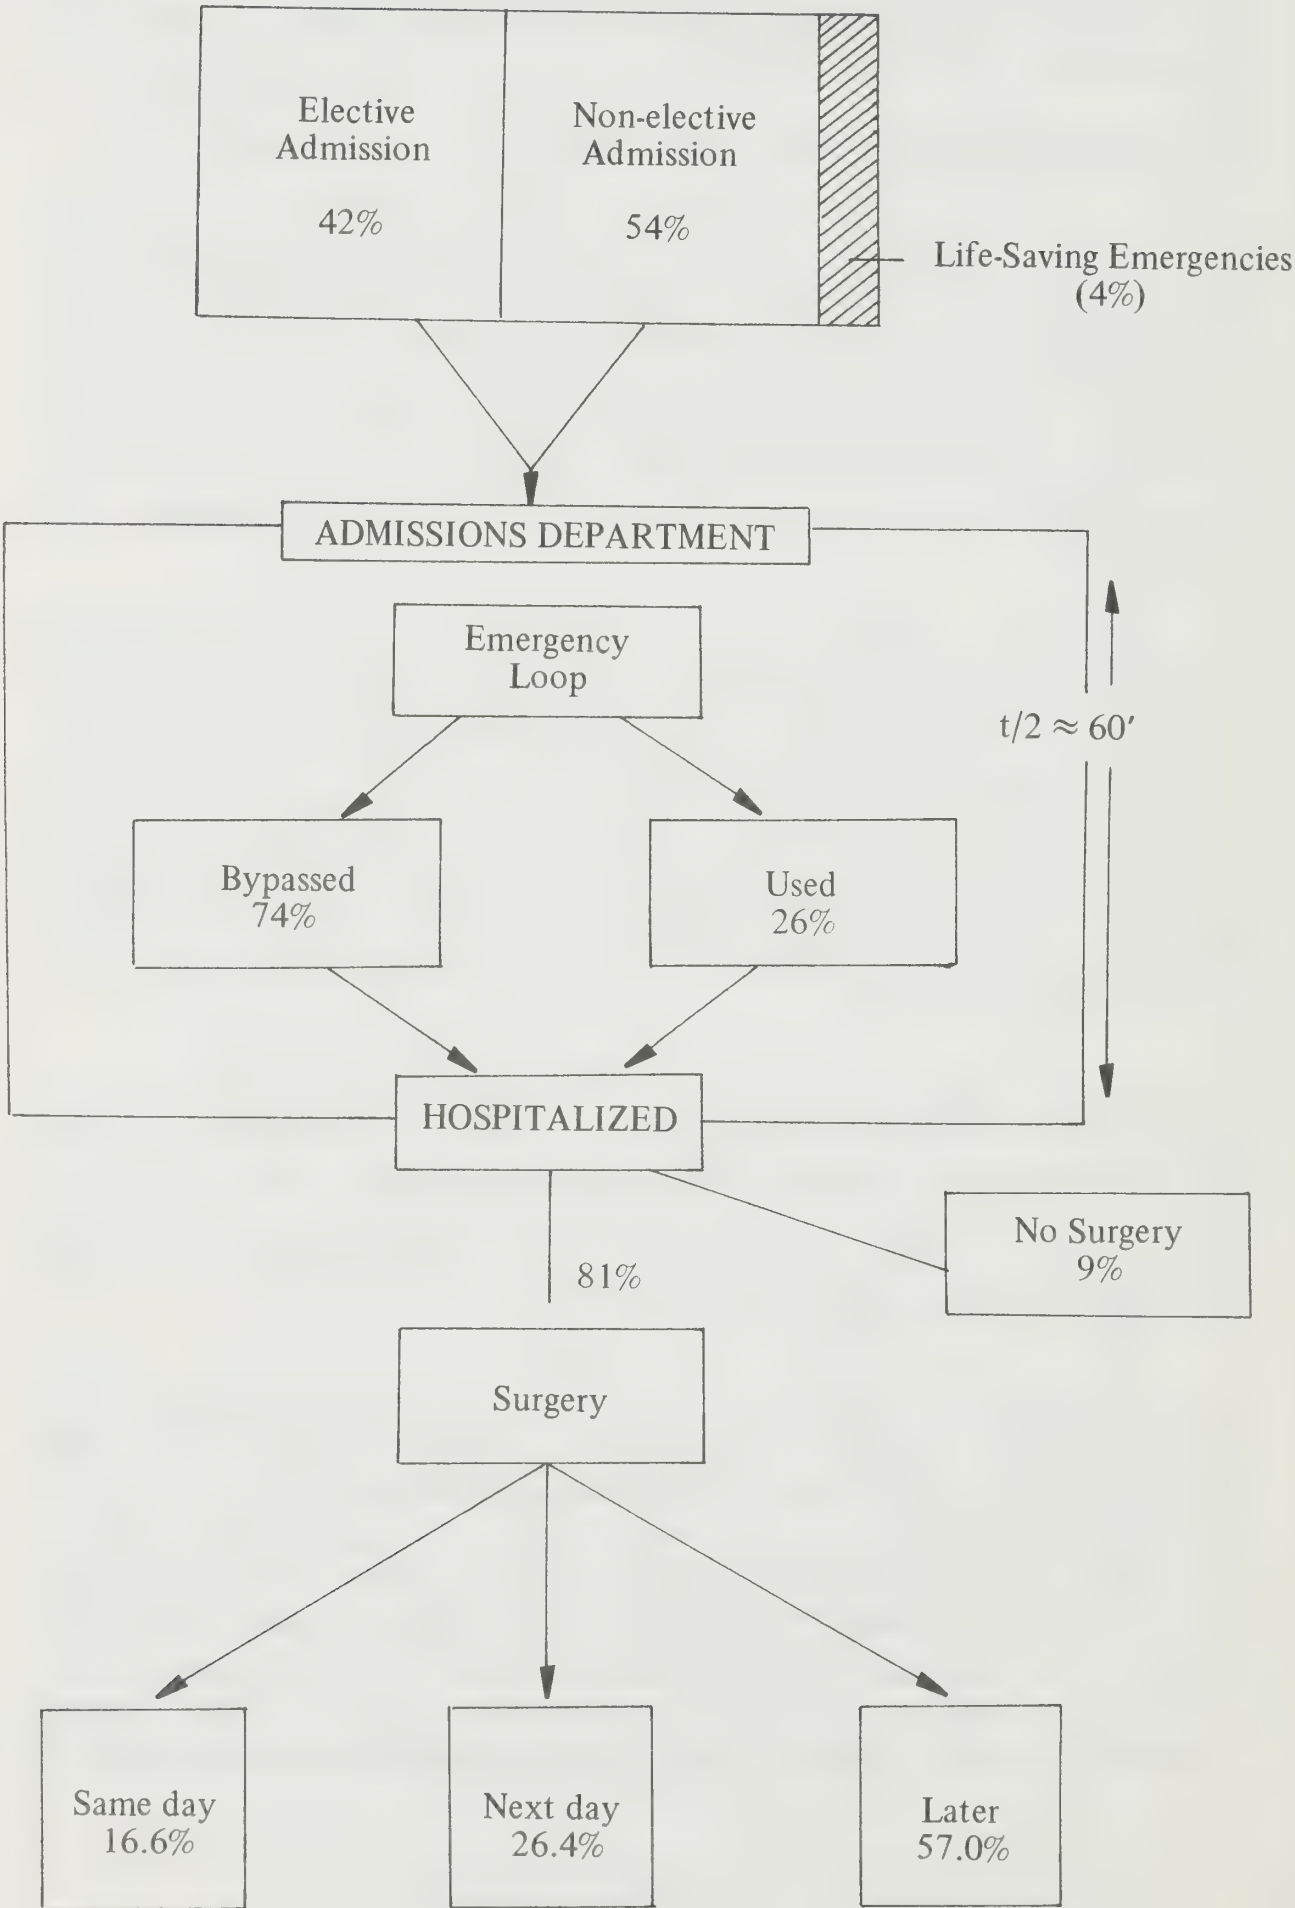 Elective
Admission
42%
Non-elective
Admission
54%
Life-Saving Emergencies
(4%)
ADMISSIONS DEPARTMENT
Emergency
Loop
t/2 ≈ 60′
Bypassed
74%
Used
26%
HOSPITALIZED
No Surgery
9%
81%
Surgery
Same day
16.6%
Next day
26.4%
Later
57.0%